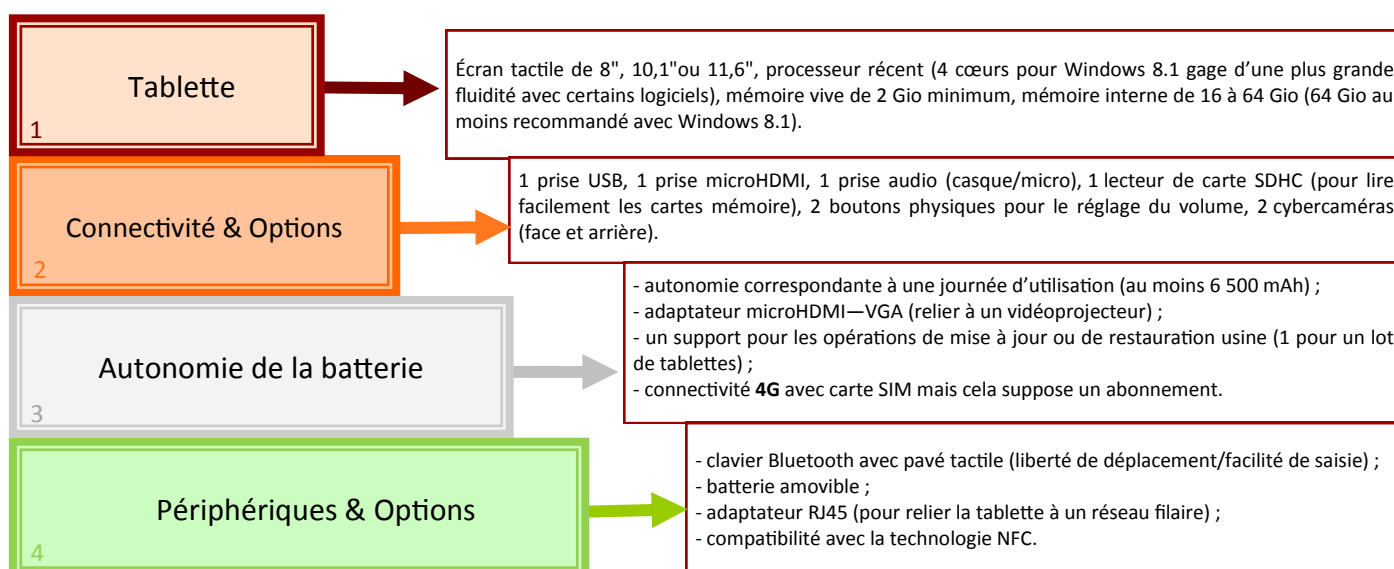 Tablette
1
Écran tactile de 8", 10,1"ou 11,6", processeur récent (4 cœurs pour Windows 8.1 gage d'une plus grande
fluidité avec certains logiciels), mémoire vive de 2 Gio minimum, mémoire interne de 16 à 64 Gio (64 Gio au
moins recommandé avec Windows 8.1).
Connectivité & Options
2
1 prise USB, 1 prise microHDMI, 1 prise audio (casque/micro), 1 lecteur de carte SDHC (pour lire
facilement les cartes mémoire), 2 boutons physiques pour le réglage du volume, 2 cybercaméras
(face et arrière).
Autonomie de la batterie
3
- autonomie correspondante à une journée d'utilisation (au moins 6 500 mAh) ;
- adaptateur microHDMI—VGA (relier à un vidéoprojecteur) ;
- un support pour les opérations de mise à jour ou de restauration usine (1 pour un lot
de tablettes) ;
- connectivité 4G avec carte SIM mais cela suppose un abonnement.
Périphériques & Options
4
- clavier Bluetooth avec pavé tactile (liberté de déplacement/facilité de saisie) ;
- batterie amovible ;
- adaptateur RJ45 (pour relier la tablette à un réseau filaire) ;
- compatibilité avec la technologie NFC.